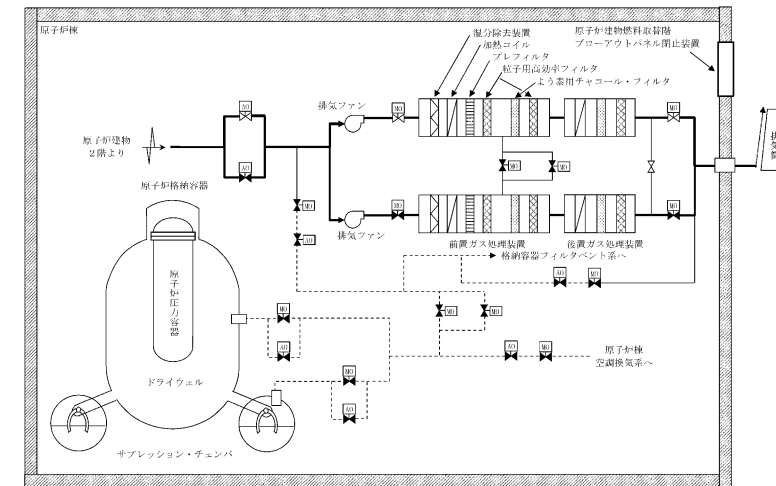 原子炉棟
湿分除去装置
加熱コイル
プレフィルタ
粒子用高効率フィルタ
よう素用チャコール・フィルタ
原子炉建物燃料取替階
ブローアウトパネル閉止装置
排気ファン
MO
MO
AO
排気筒
原子炉建物
2階より
AO
MO
MO
原子炉格納容器
MO
MO
MO
排気ファン
AO
前置ガス処理装置
後置ガス処理装置
格納容器フィルタベント系へ
AO
MO
原子炉圧力容器
MO
MO
MO
AO
AO
MO
原子炉棟
空調換気系へ
ドライウェル
MO
AO
サプレッション・チェンバ